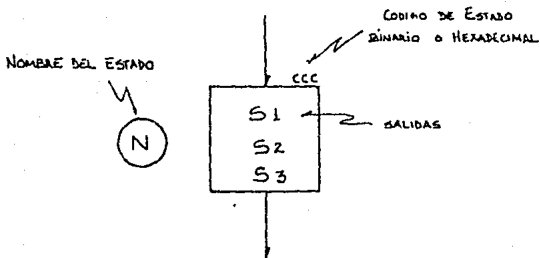 CODIGO DE ESTADO
BINARIO O HEXADECIMAL
NOMBRE DEL ESTADO
CCC
S1
SALIDAS
N
S2
S3